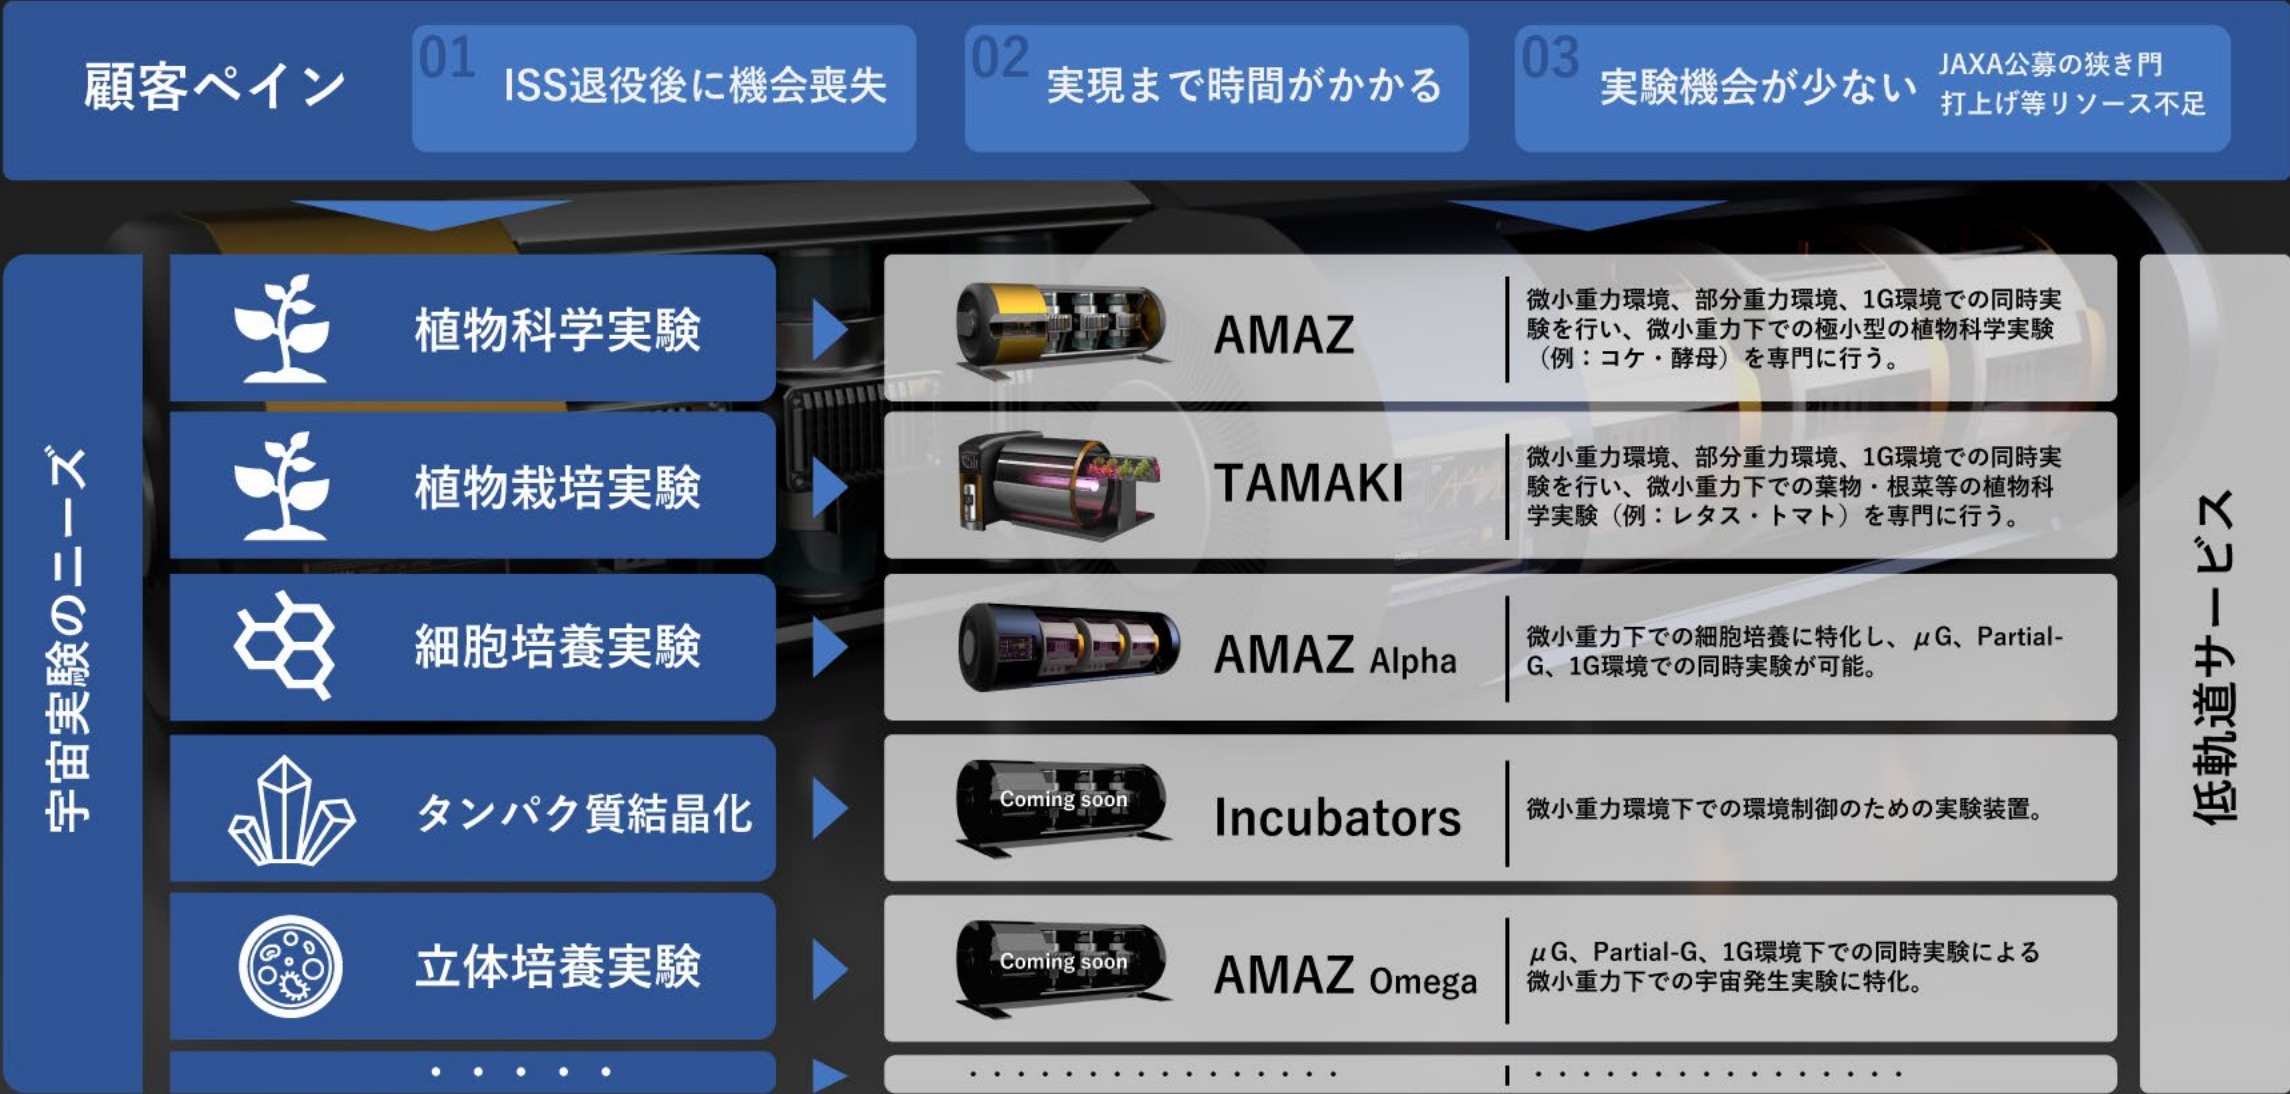 顧客ペイン
01
ISS退役後に機会喪失
02
実現まで時間がかかる
03
実験機会が少ない
JAXA公募の狭き門
打上げ等リソース不足
宇宙実験のニーズ
植物科学実験
AMAZ
微小重力環境、部分重力環境、1G環境での同時実
験を行い、微小重力下での極小型の植物科学実験
（例：コケ・酵母）を専門に行う。
植物栽培実験
TAMAKI
微小重力環境、部分重力環境、1G環境での同時実
験を行い、微小重力下での葉物・根菜等の植物科
学実験（例：レタス・トマト）を専門に行う。
細胞培養実験
AMAZ Alpha
微小重力下での細胞培養に特化し、μG、Partial-
G、1G環境での同時実験が可能。
タンパク質結晶化
Coming soon
Incubators
微小重力環境下での環境制御のための実験装置。
立体培養実験
Coming soon
AMAZ Omega
μG、Partial-G、1G環境下での同時実験による
微小重力下での宇宙発生実験に特化。
・・・・・
・・・・・・・・・・・・・・・・
・・・・・・・・・・・・・・・・
低軌道サービス